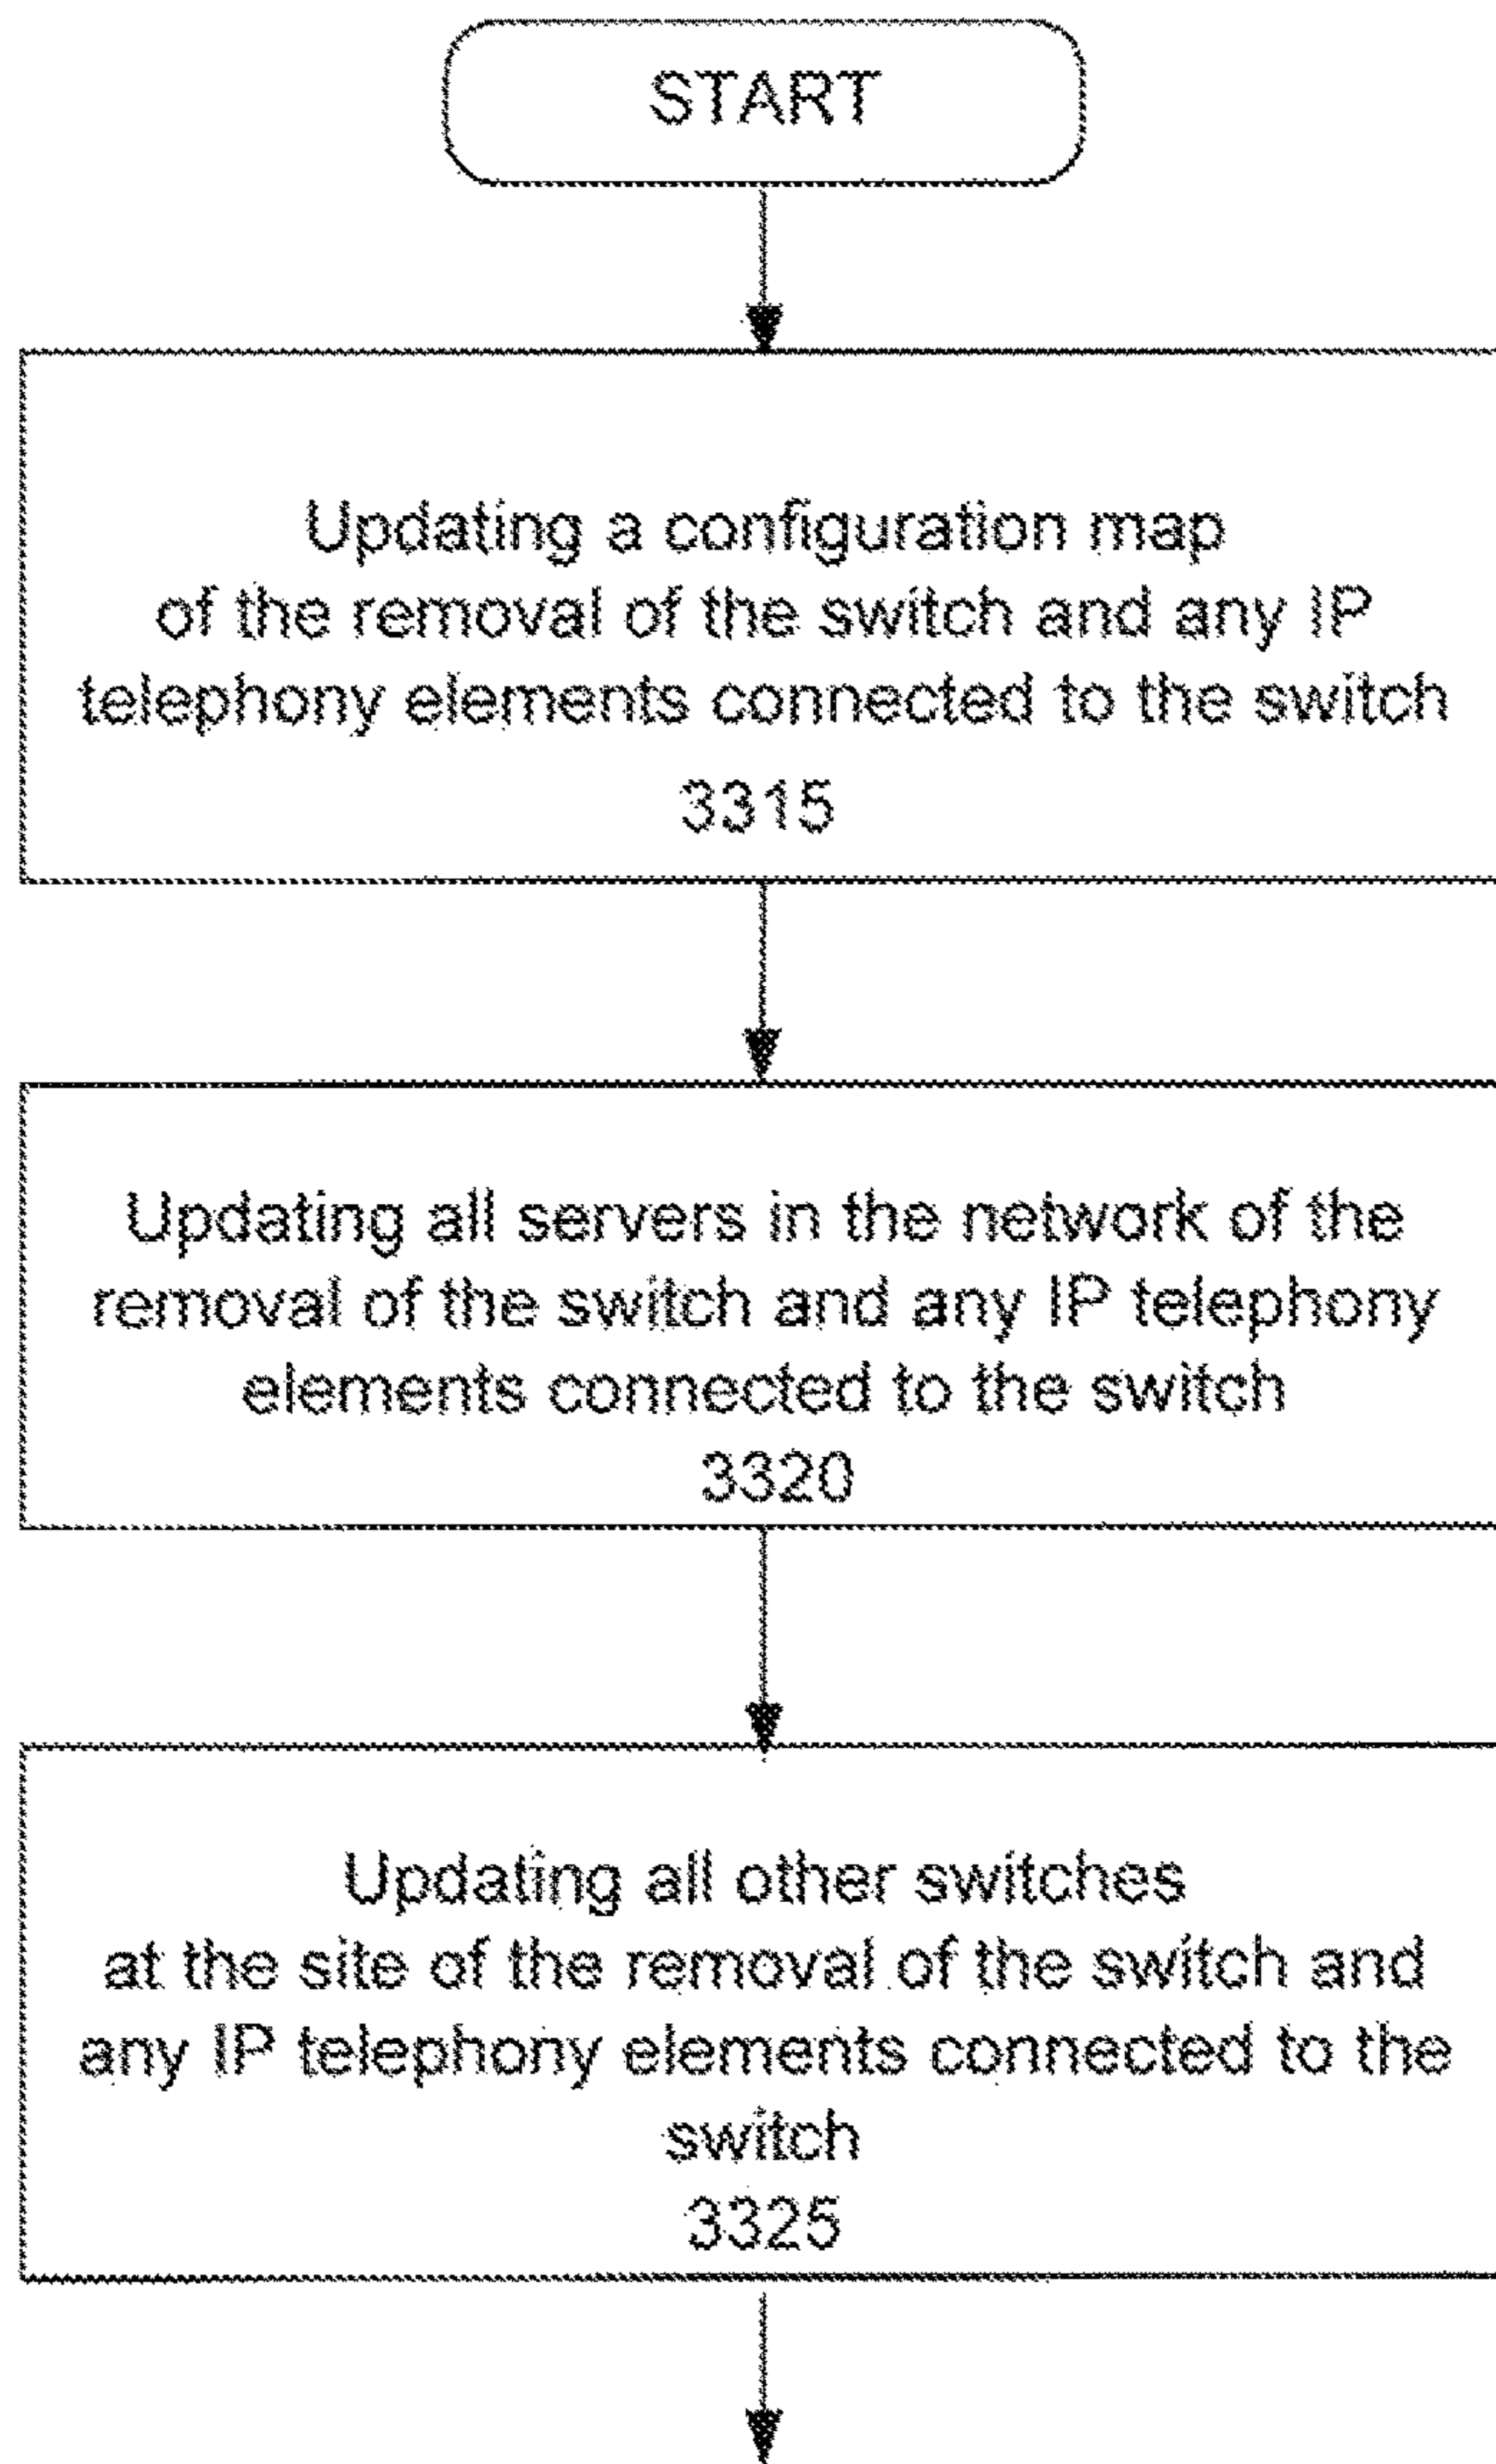 START
Updating a configuration map
of the removal of the switch and any IP
telephony elements connected to the switch
3315
Updating all servers in the network of the
removal of the switch and any IP telephony
elements connected to the switch
3320
Updating all other switches
at the site of the removal of the switch and
any IP telephony elements connected to the
switch
3325